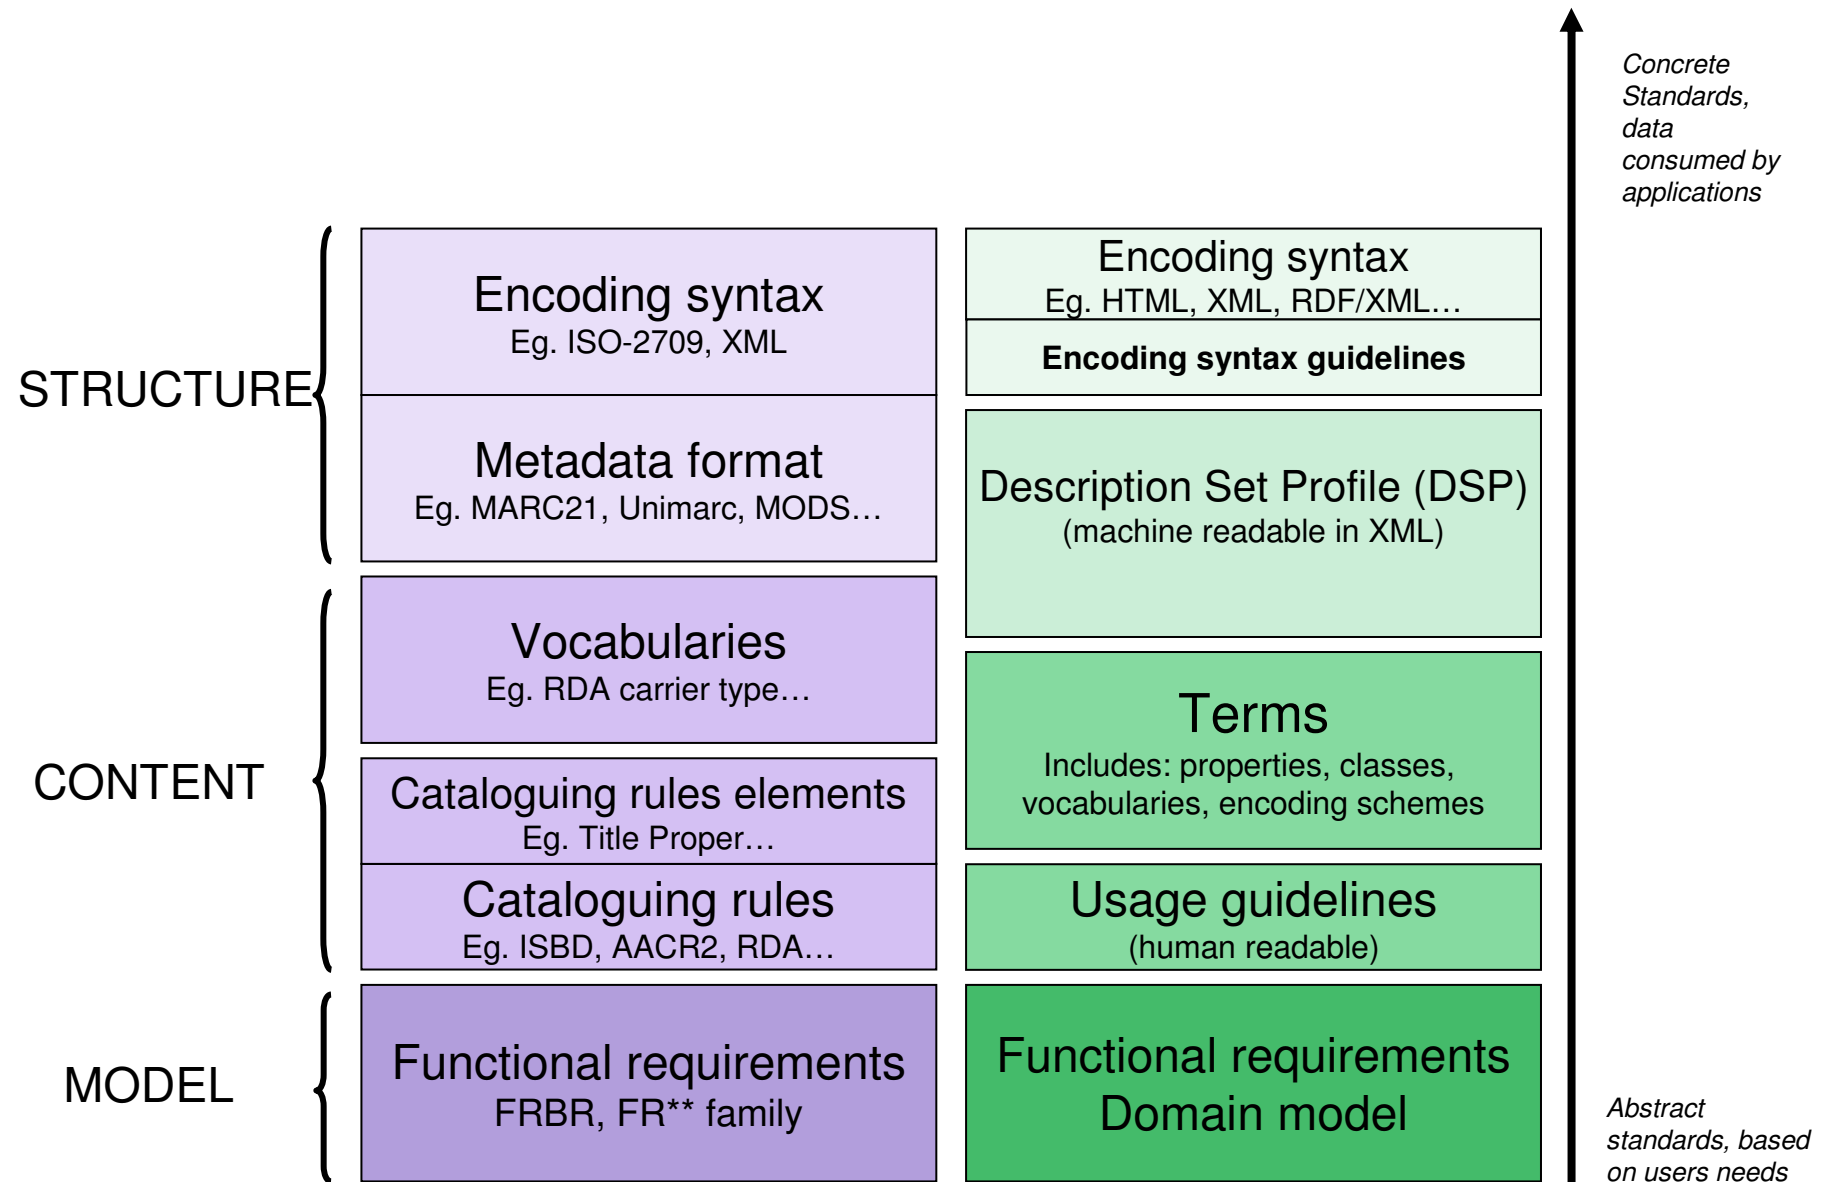 Concrete
Standards,
data
consumed by
applications
STRUCTURE
Encoding syntax
Eg. ISO-2709, XML
Metadata format
Eg. MARC21, Unimarc, MODS…
CONTENT
Vocabularies
Eg. RDA carrier type…
Cataloguing rules elements
Eg. Title Proper…
Cataloguing rules
Eg. ISBD, AACR2, RDA…
MODEL
Functional requirements
FRBR, FR** family
Encoding syntax
Eg. HTML, XML, RDF/XML…
Encoding syntax guidelines
Description Set Profile (DSP)
(machine readable in XML)
Terms
Includes: properties, classes,
vocabularies, encoding schemes
Usage guidelines
(human readable)
Functional requirements
Domain model
Abstract
standards, based
on users needs